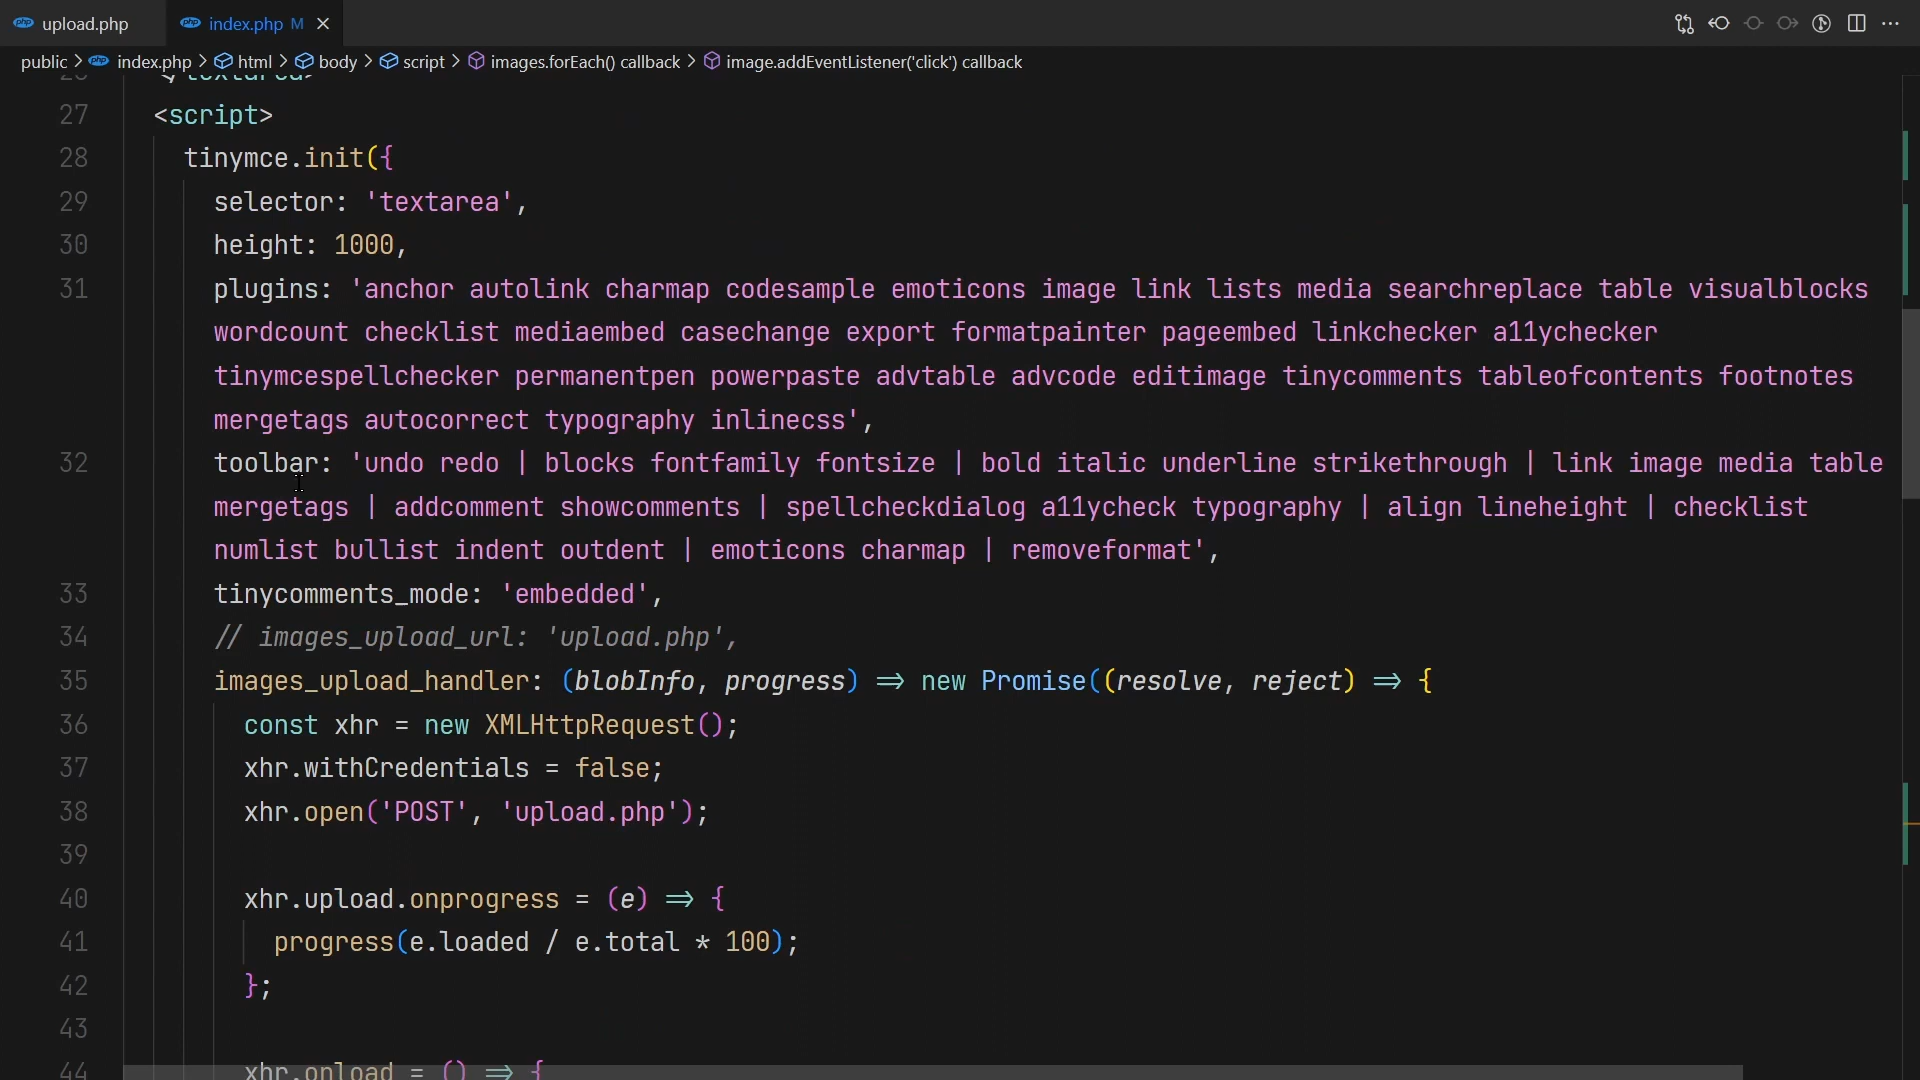 upload.php
index.php M
public > index.php > html > body > script > images.forEach() callback > image.addEventListener('click') callback
26 </textarea>
27 <script>
28 tinymce.init({
29 selector: 'textarea',
30 height: 1000,
31 plugins: 'anchor autolink charmap codesample emoticons image link lists media searchreplace table visualblocks
wordcount checklist mediaembed casechange export formatpainter pageembed linkchecker a11ychecker
tinymcespellchecker permanentpen powerpaste advtable advcode editimage tinycomments tableofcontents footnotes
mergetags autocorrect typography inlinecss',
32 toolbar: 'undo redo | blocks fontfamily fontsize | bold italic underline strikethrough | link image media table
mergetags | addcomment showcomments | spellcheckdialog a11ycheck typography | align lineheight | checklist
numlist bullist indent outdent | emoticons charmap | removeformat',
33 tinycomments_mode: 'embedded',
34 // images_upload_url: 'upload.php',
35 images_upload_handler: (blobInfo, progress) => new Promise((resolve, reject) => {
36 const xhr = new XMLHttpRequest();
37 xhr.withCredentials = false;
38 xhr.open('POST', 'upload.php');
39
40 xhr.upload.onprogress = (e) => {
41 progress(e.loaded / e.total * 100);
42 };
43
44 xhr.onload = () => {